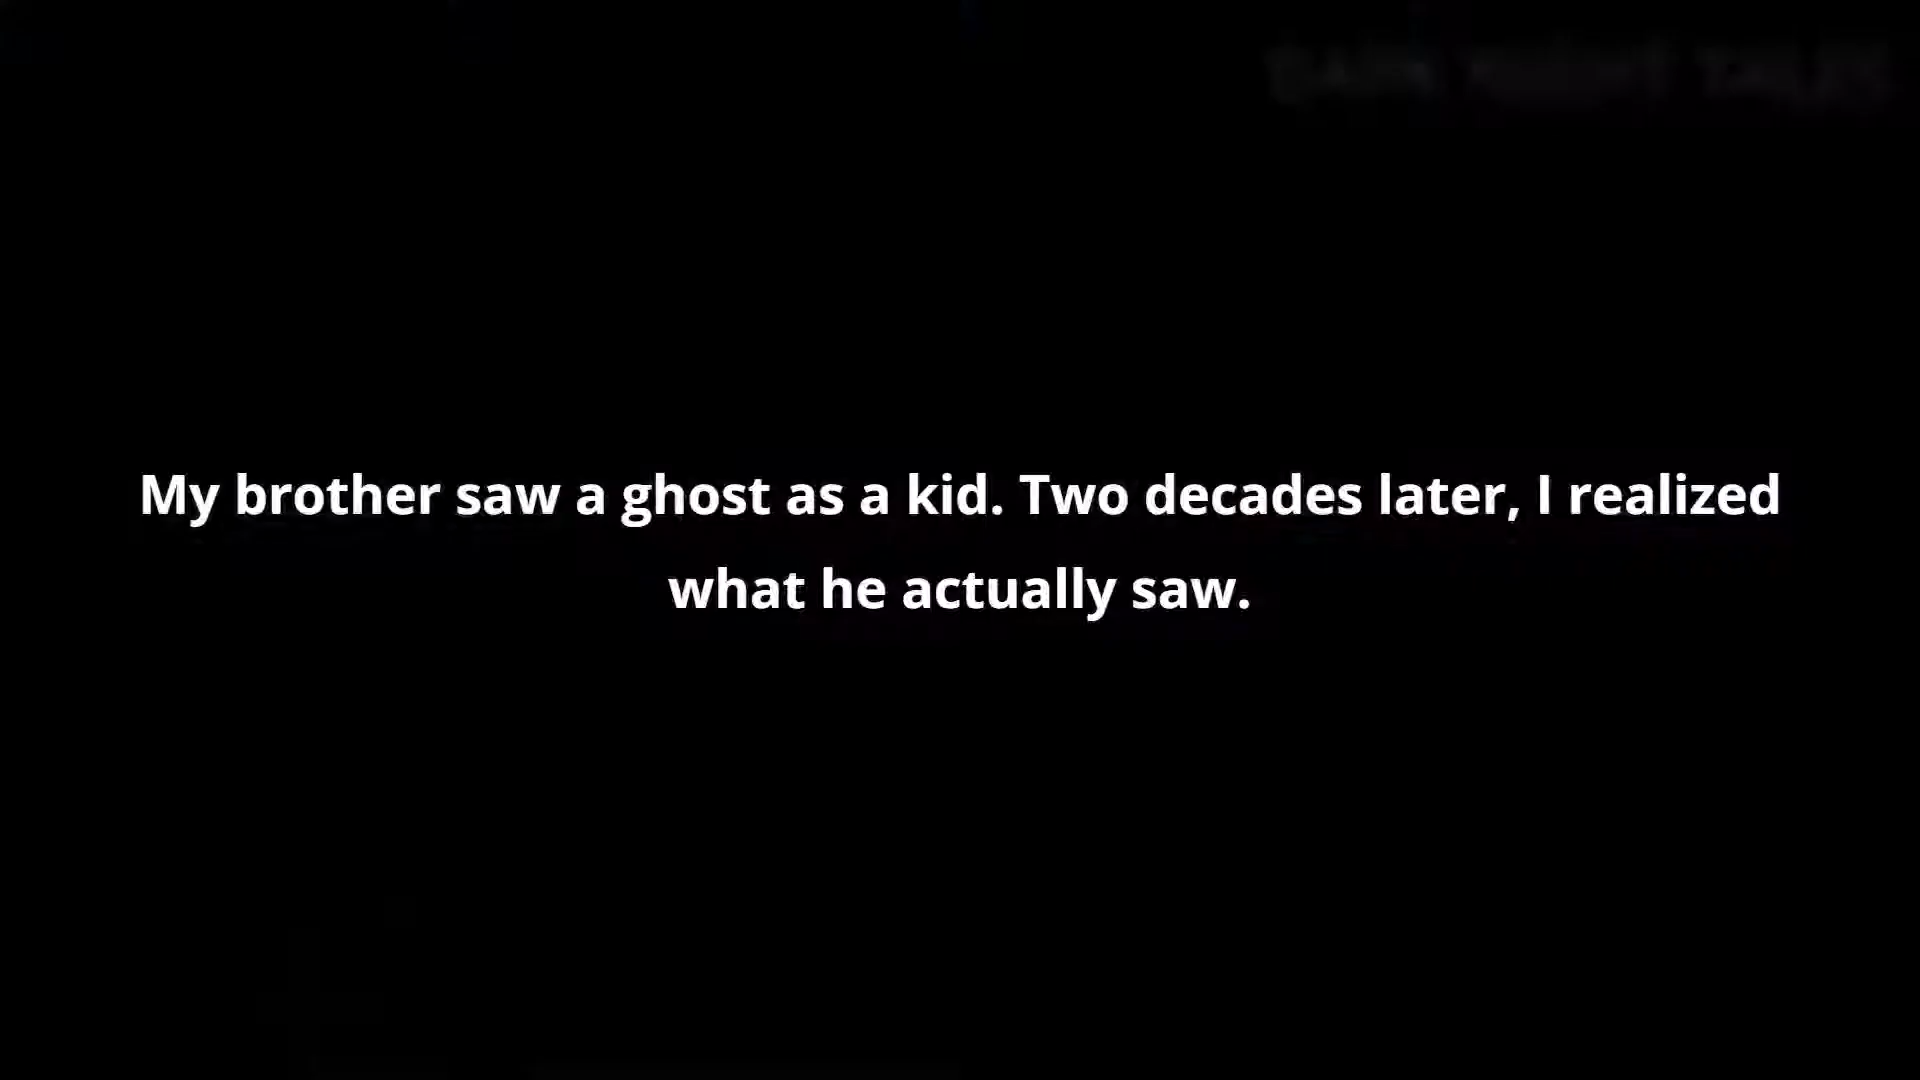 My brother saw a ghost as a kid. Two decades later, I realized
what he actually saw.